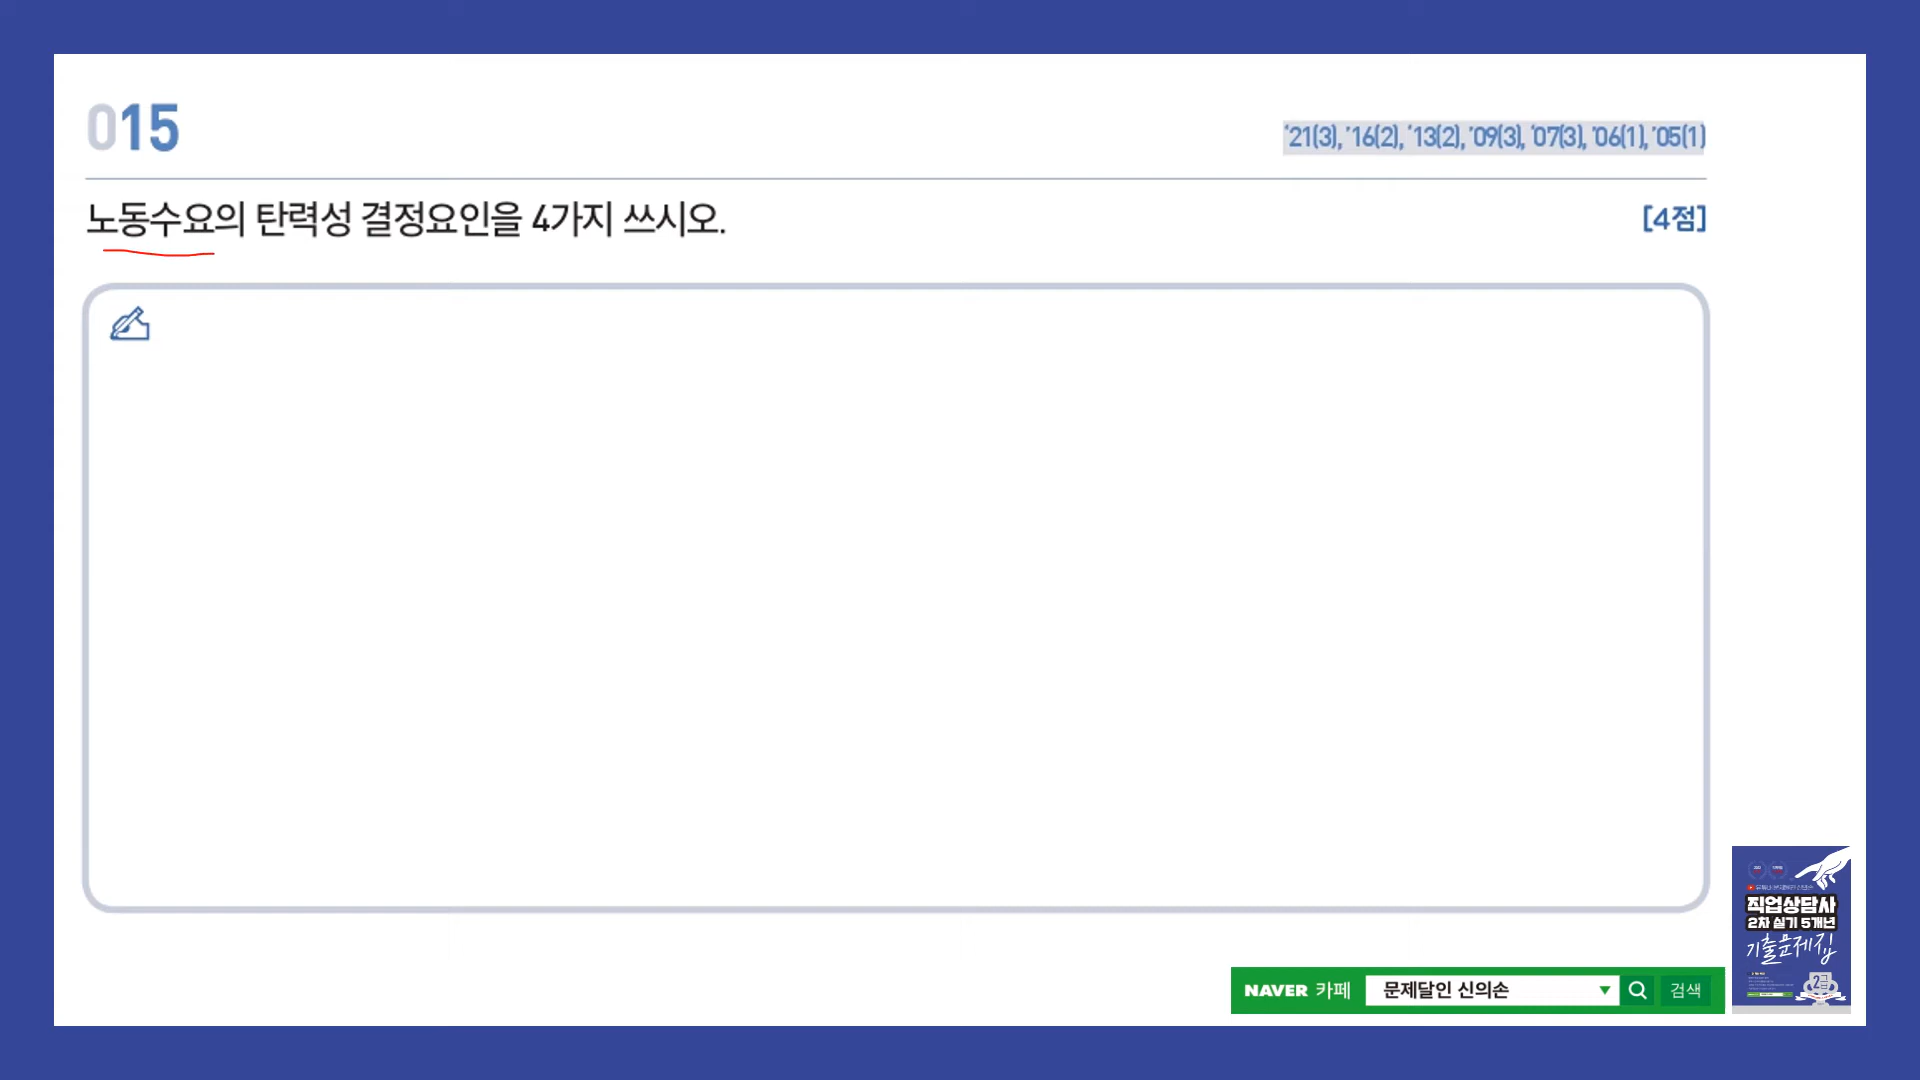 015
'21(3), '16(2), '13(2), '09(3), '07(3), '06(1), '05(1)
노동수요의 탄력성 결정요인을 4가지 쓰시오.
[4점]
NAVER 카페 문제달인 신의손 검색
직업상담사
2차 실기 5개년
기출문제집
2급